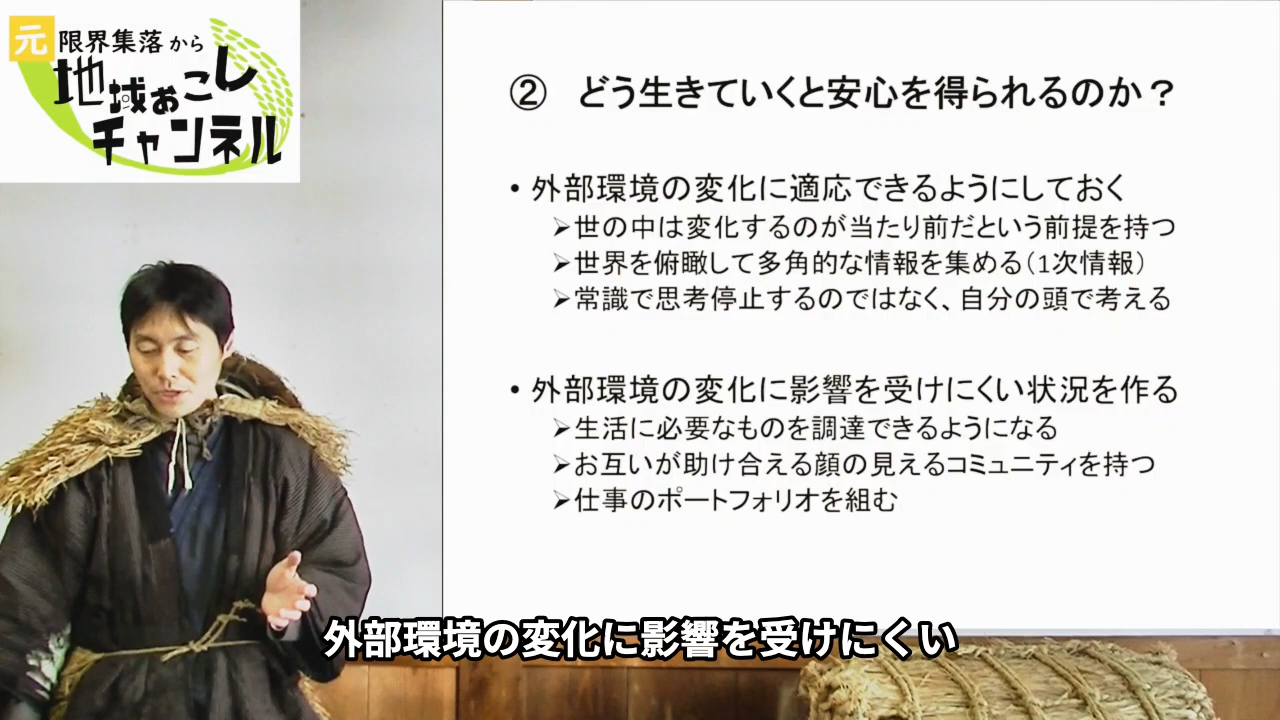 元 限界集落から
地域おこし
チャンネル
② どう生きていくと安心を得られるのか？
• 外部環境の変化に適応できるようにしておく
➢世の中は変化するのが当たり前だという前提を持つ
➢世界を俯瞰して多角的な情報を集める（1次情報）
➢常識で思考停止するのではなく、自分の頭で考える
• 外部環境の変化に影響を受けにくい状況を作る
➢生活に必要なものを調達できるようになる
➢お互いが助け合える顔の見えるコミュニティを持つ
➢仕事のポートフォリオを組む
外部環境の変化に影響を受けにくい